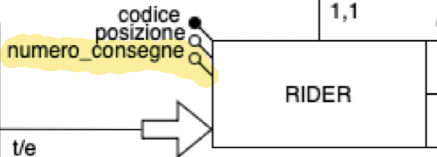 codice
1,1
posizione
numero_consegne
RIDER
t/e